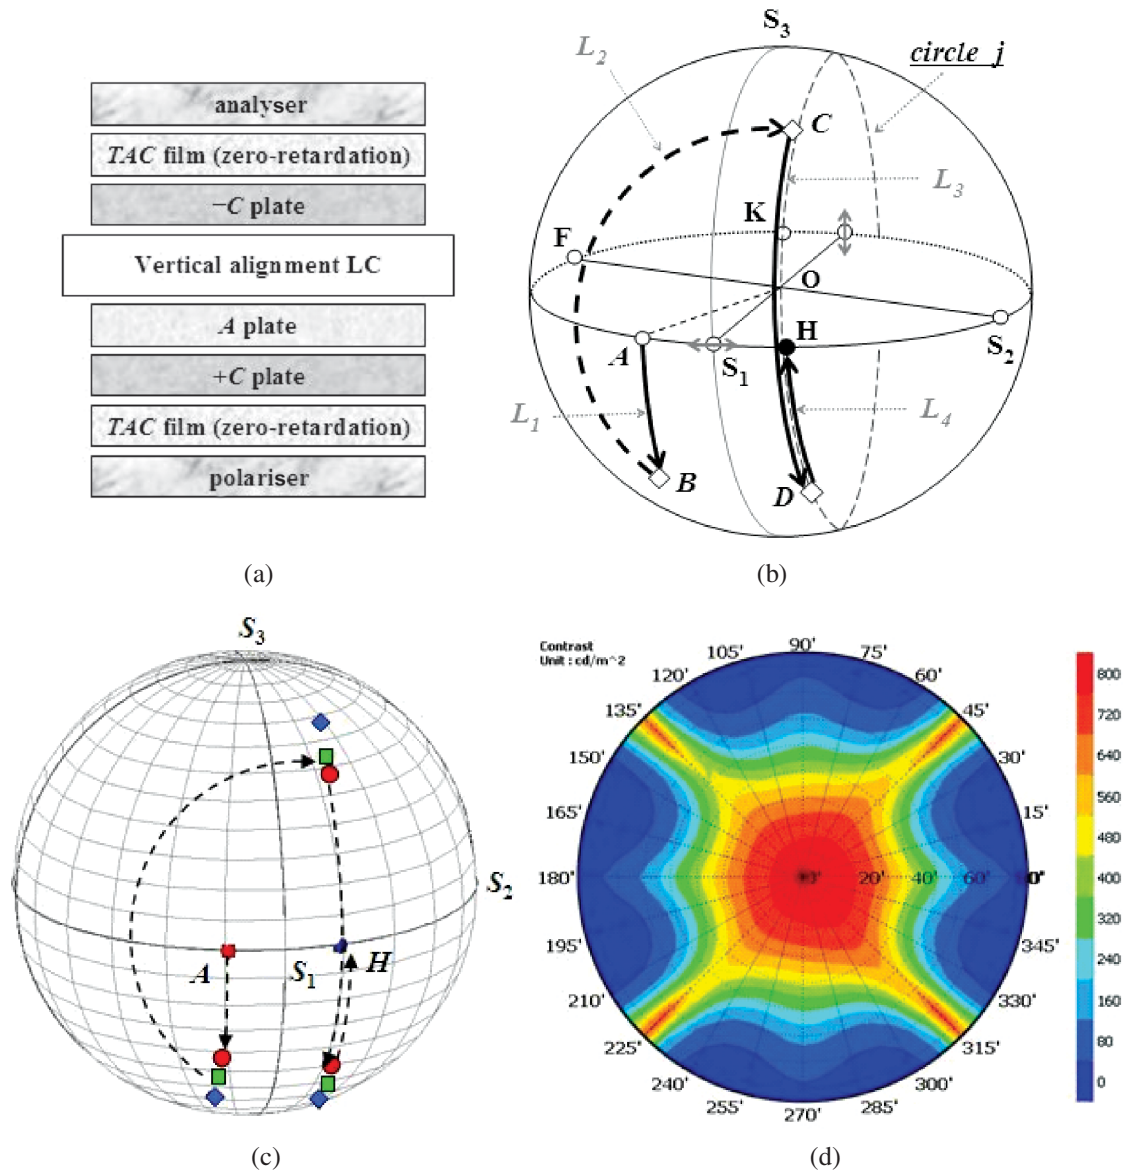 analyser
TAC film (zero-retardation)
−C plate
Vertical alignment LC
A plate
+C plate
TAC film (zero-retardation)
polariser
(a)
S3
L2
circle j
C
L3
K
F
O
H
A
S1
S2
L1
L4
B
D
(b)
S3
S2
A
S1
H
(c)
Contrast
Unit : cd/m^2
90'
105'
75'
120'
60'
135'
45'
150'
30'
165'
15'
180'
0'
20'
40'
60'
0'
195'
345'
210'
330'
225'
315'
240'
300'
255'
285'
270'
800
720
640
560
480
400
320
240
160
80
0
(d)